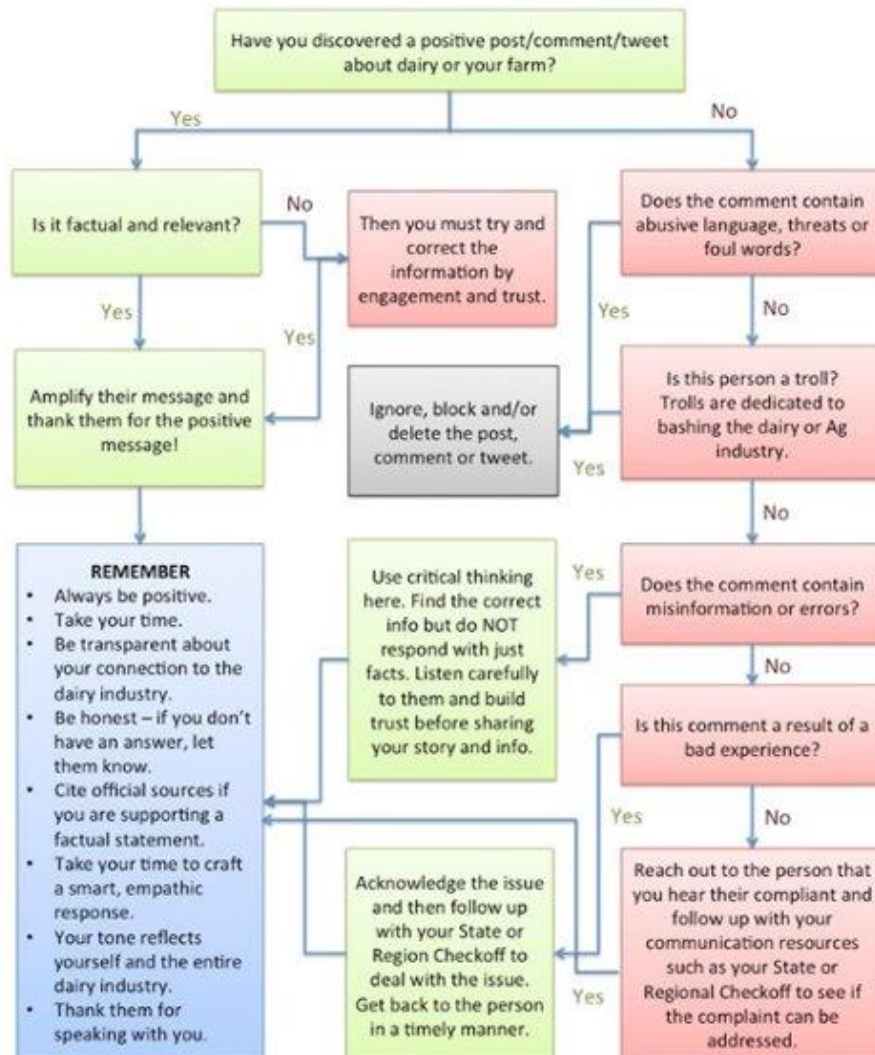 Have you discovered a positive post/comment/tweet
about dairy or your farm?
Yes
No
Is it factual and relevant?
No
Then you must try and
correct the
information by
engagement and trust.
Does the comment contain
abusive language, threats or
foul words?
Yes
Yes
Yes
No
Amplify their message and
thank them for the positive
message!
Ignore, block and/or
delete the post,
comment or tweet.
Is this person a troll?
Trolls are dedicated to
bashing the dairy or Ag
industry.
Yes
No
REMEMBER
• Always be positive.
• Take your time.
• Be transparent about
your connection to the
dairy industry.
• Be honest – if you don't
have an answer, let
them know.
• Cite official sources if
you are supporting a
factual statement.
• Take your time to craft
a smart, empathic
response.
• Your tone reflects
yourself and the entire
dairy industry.
• Thank them for
speaking with you.
Use critical thinking
here. Find the correct
info but do NOT
respond with just
facts. Listen carefully
to them and build
trust before sharing
your story and info.
Yes
Does the comment contain
misinformation or errors?
No
Is this comment a result of a
bad experience?
Yes
No
Acknowledge the issue
and then follow up
with your State or
Region Checkoff to
deal with the issue.
Get back to the person
in a timely manner.
Yes
Reach out to the person that
you hear their compliant and
follow up with your
communication resources
such as your State or
Regional Checkoff to see if
the complaint can be
addressed.